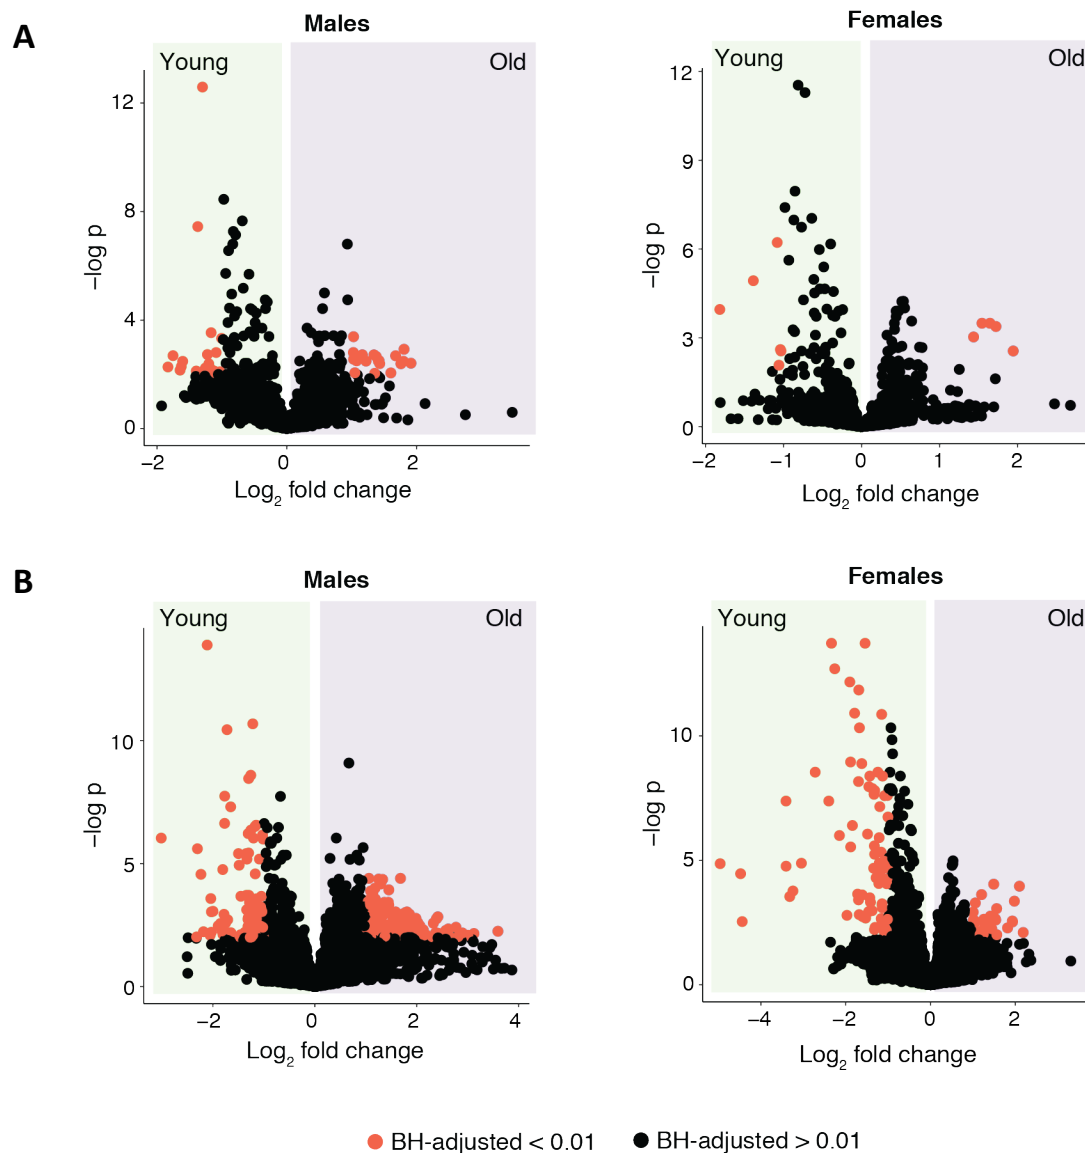 A
Males
Young
Old
12
8
4
0
−log p
−2
0
2
Log2 fold change
Females
Young
Old
12
9
6
3
0
−log p
−2
−1
0
1
2
Log2 fold change
B
Males
Young
Old
10
5
0
−log p
−2
0
2
4
Log2 fold change
Females
Young
Old
10
5
0
−log p
−4
−2
0
2
Log2 fold change
BH-adjusted < 0.01
BH-adjusted > 0.01